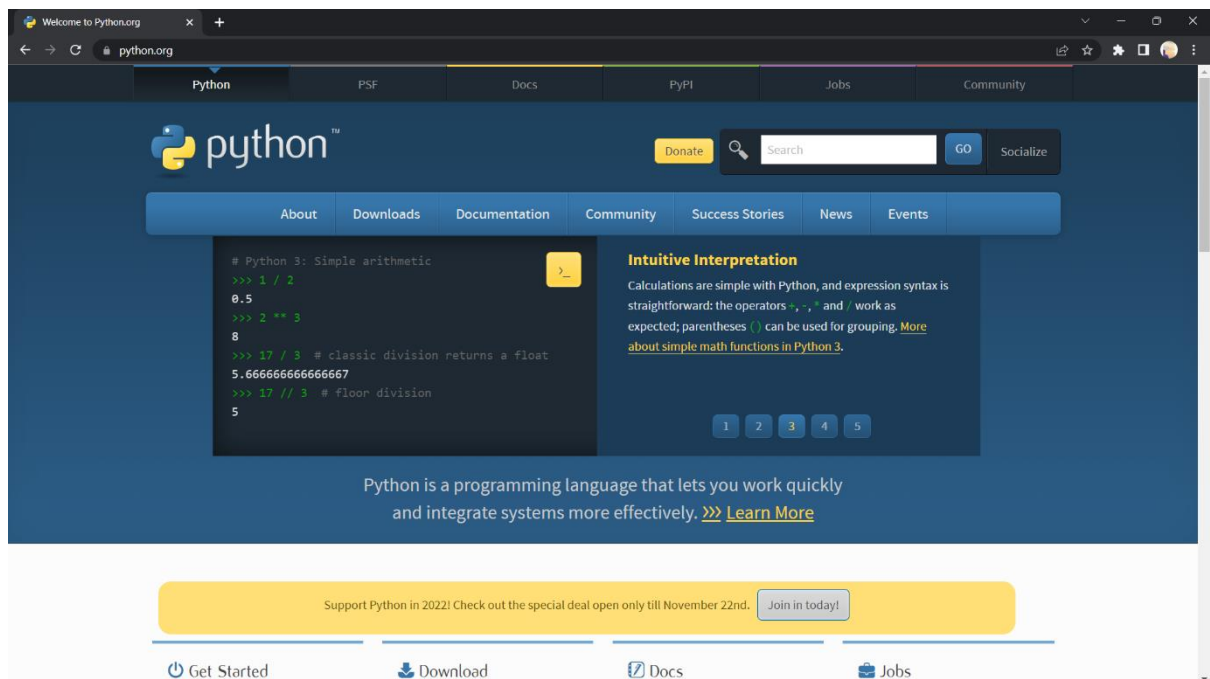 Welcome to Python.org
python.org
Python PSF Docs PyPI Jobs Community
python™
Donate Search GO Socialize
About Downloads Documentation Community Success Stories News Events
# Python 3: Simple arithmetic
>>> 1 / 2
0.5
>>> 2 ** 3
8
>>> 17 / 3 # classic division returns a float
5.666666666666667
>>> 17 // 3 # floor division
5
>_
Intuitive Interpretation
Calculations are simple with Python, and expression syntax is
straightforward: the operators +, -, * and / work as
expected; parentheses () can be used for grouping. More
about simple math functions in Python 3.
1 2 3 4 5
Python is a programming language that lets you work quickly
and integrate systems more effectively. >>> Learn More
Support Python in 2022! Check out the special deal open only till November 22nd. Join in today!
Get Started Download Docs Jobs